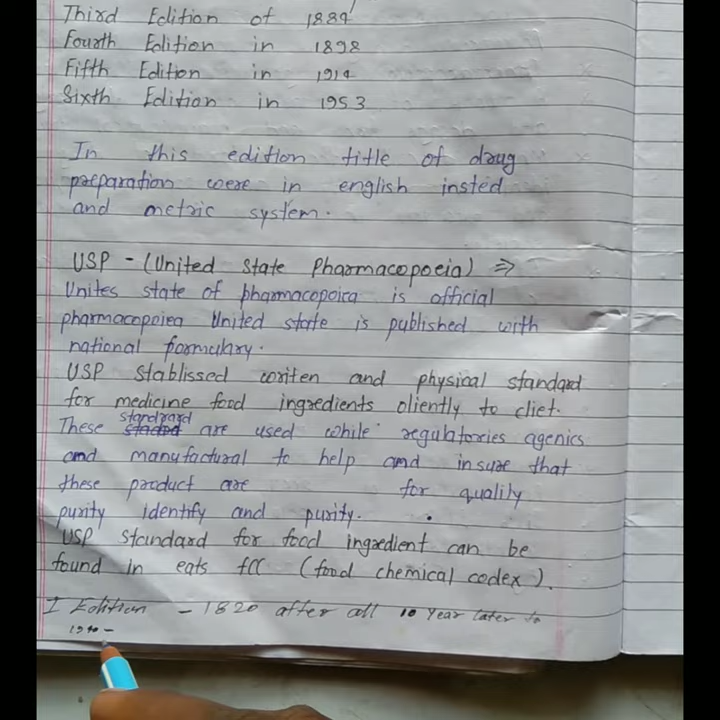 Third Edition of 1884
Fourth Edition in 1898
Fifth Edition in 1914
Sixth Edition in 1953
In this edition title of drug
preparation were in english insted
and metric system.
USP - (United State Pharmacopoeia) ⇒
Unites state of pharmacopoiea is official
pharmacopoiea United state is published with
national formulary.
USP stablissed writen and physical standard
for medicine food ingredients oliently to cliet.
These standrard are used while regulatories agenics
and manufactural to help and insure that
these product are for quality
purity identify and purity.
USP standard for food ingredient can be
found in eats fCC (food chemical codex).
I Edition - 1820 after all 10 Year later to